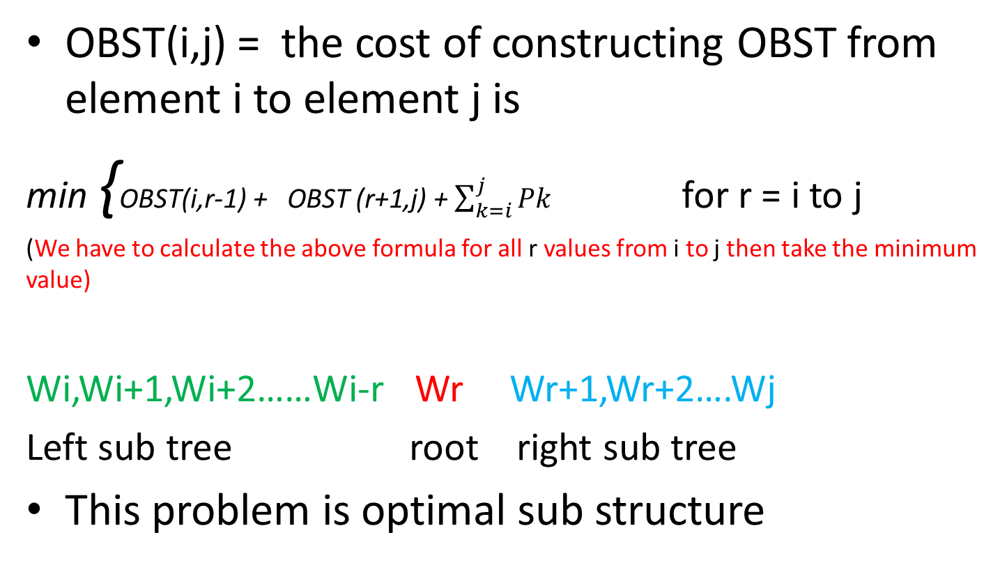 • OBST(i,j) = the cost of constructing OBST from
element i to element j is
min {OBST(i,r-1) + OBST (r+1,j) + ∑_{k=i}^{j} Pk for r = i to j
(We have to calculate the above formula for all r values from i to j then take the minimum
value)
Wi,Wi+1,Wi+2……Wi-r Wr Wr+1,Wr+2….Wj
Left sub tree root right sub tree
• This problem is optimal sub structure